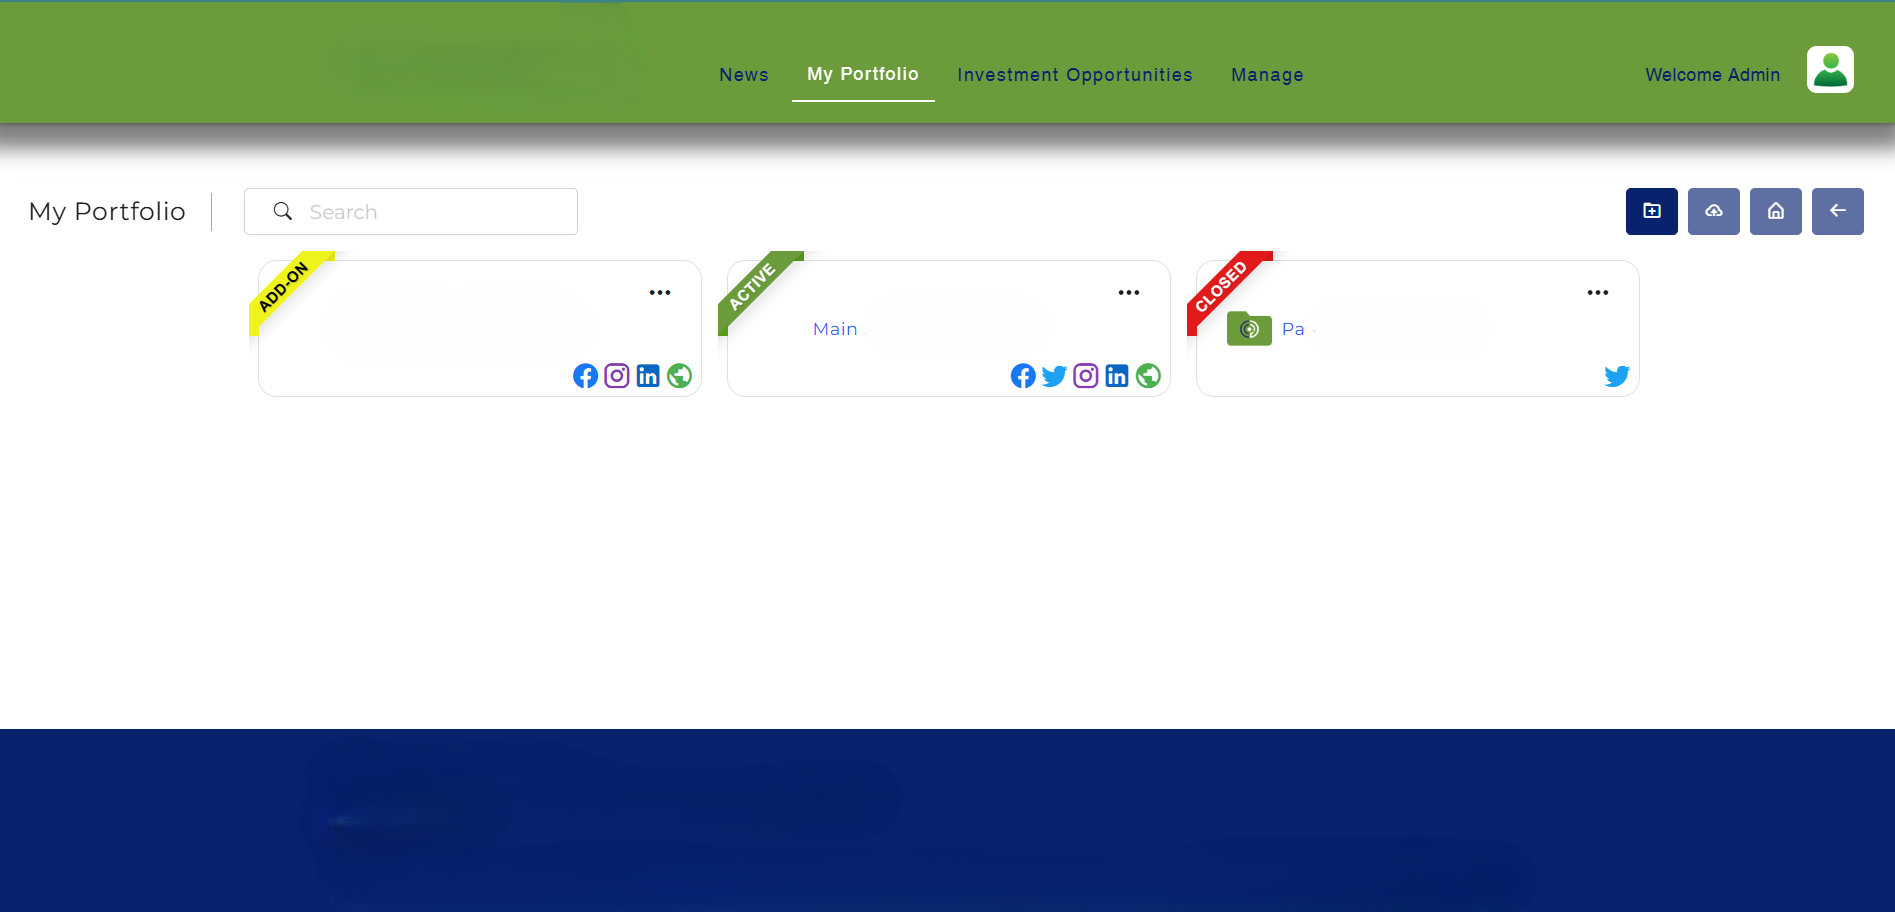 News My Portfolio Investment Opportunities Manage Welcome Admin
My Portfolio Search
ADD-ON ACTIVE CLOSED
Main Pa